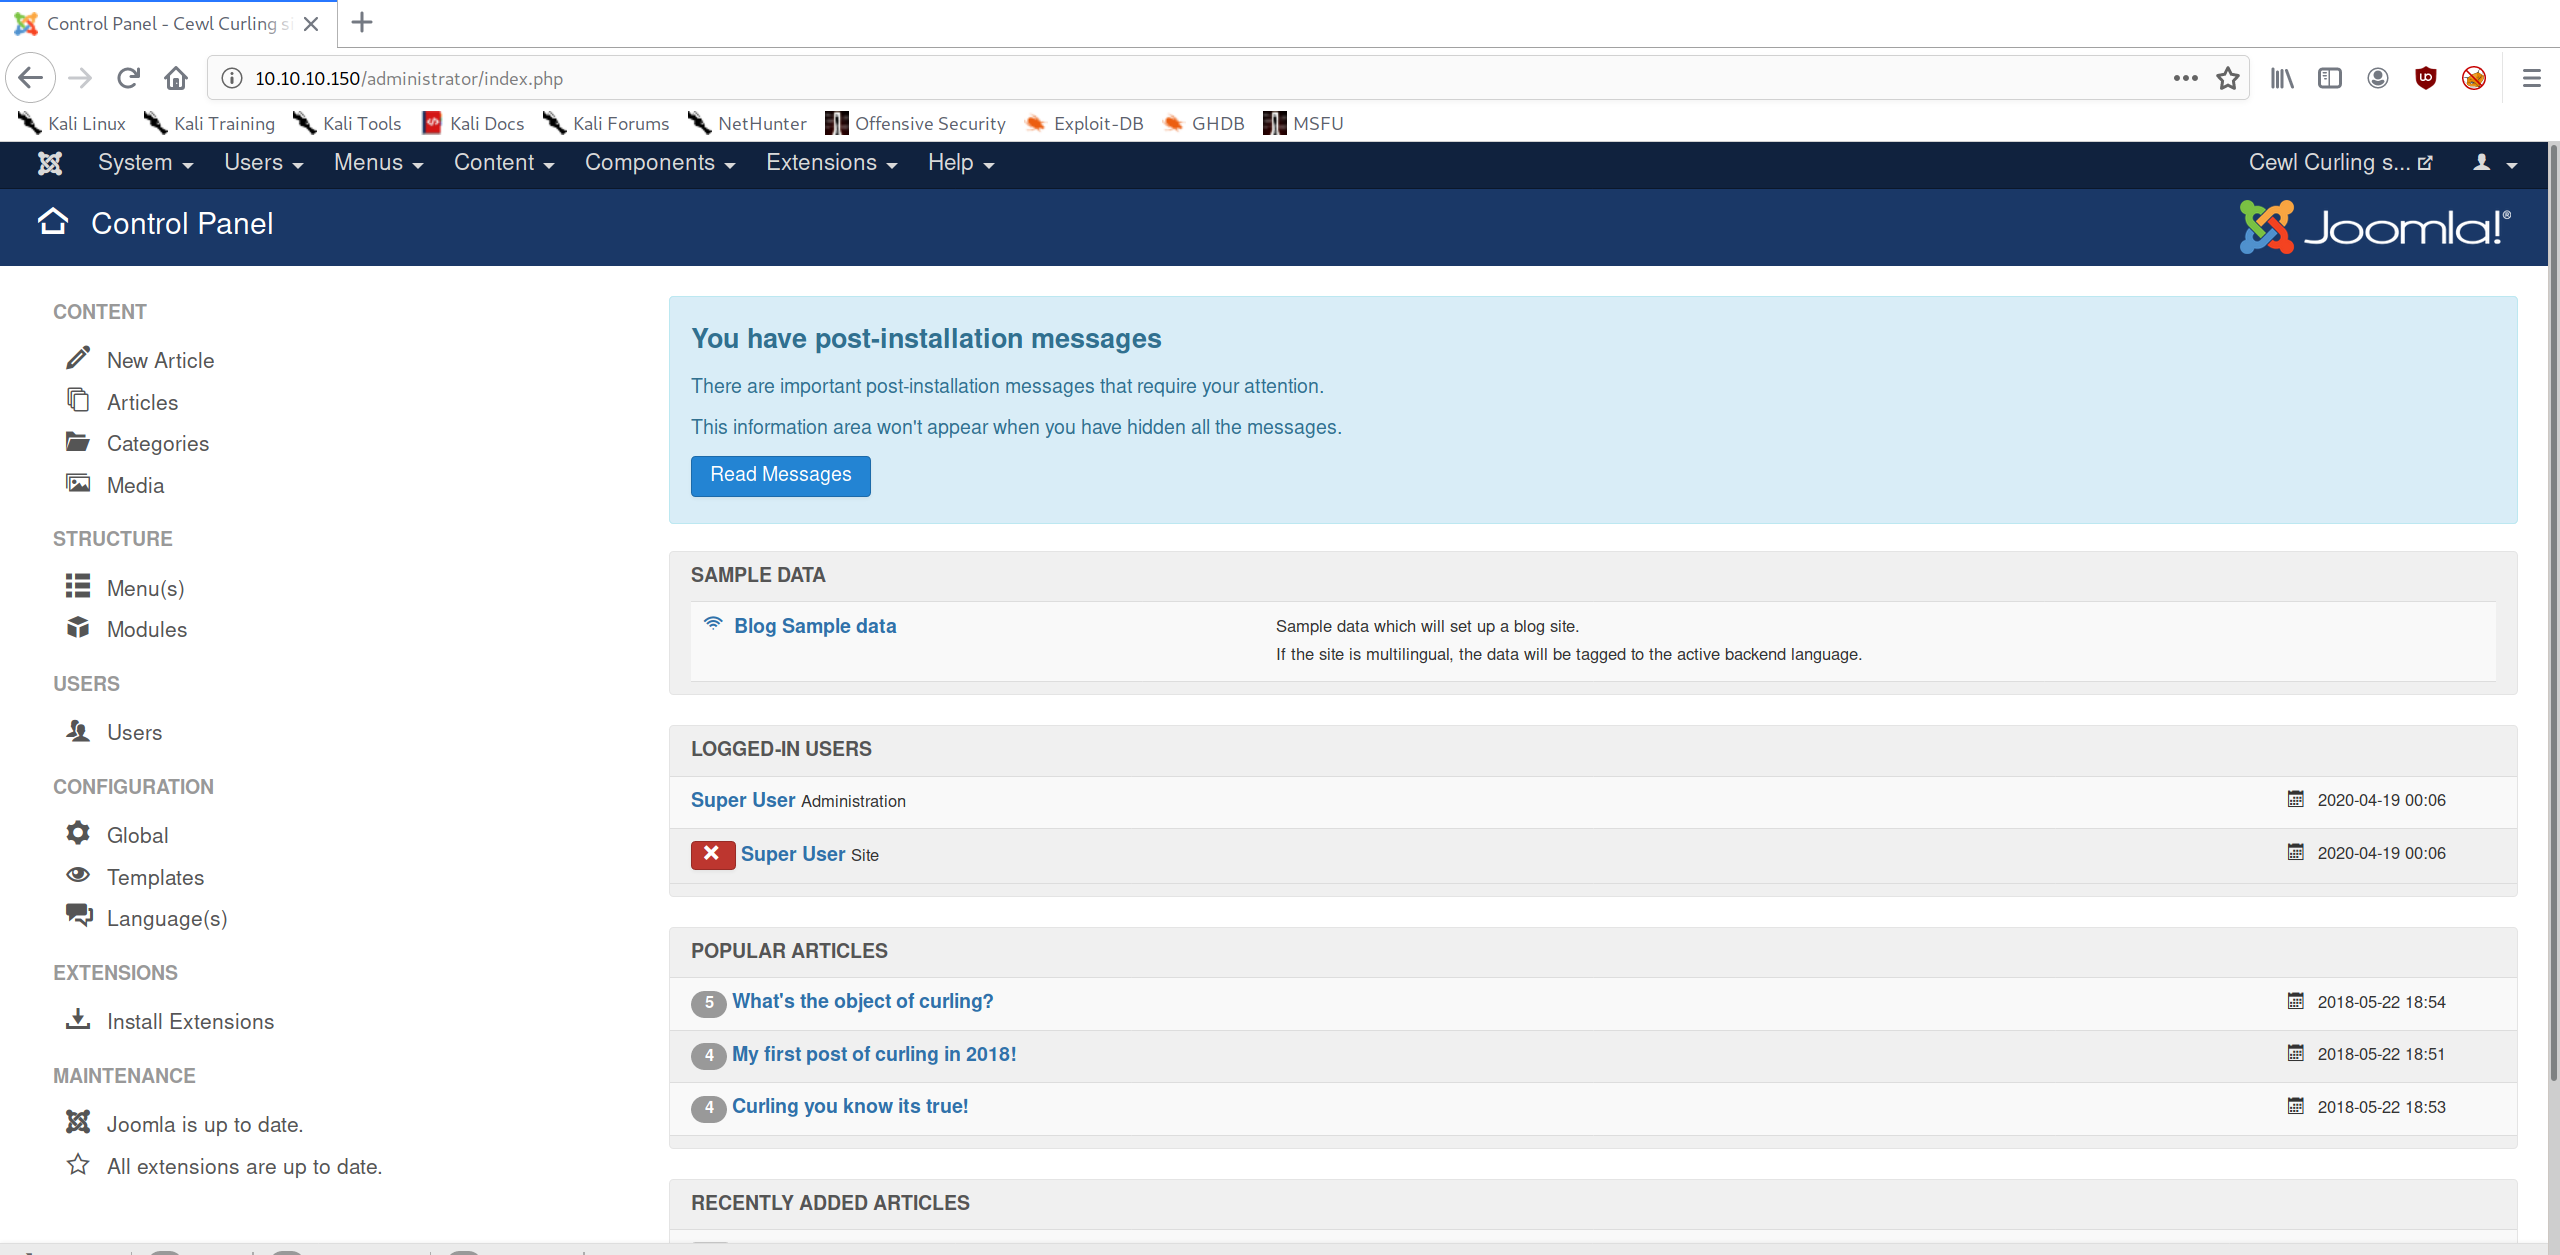 Control Panel - Cewl Curling s
10.10.10.150/administrator/index.php
Kali Linux Kali Training Kali Tools Kali Docs Kali Forums NetHunter Offensive Security Exploit-DB GHDB MSFU
System Users Menus Content Components Extensions Help Cewl Curling s...
Control Panel Joomla!®
CONTENT
New Article
Articles
Categories
Media
STRUCTURE
Menu(s)
Modules
USERS
Users
CONFIGURATION
Global
Templates
Language(s)
EXTENSIONS
Install Extensions
MAINTENANCE
Joomla is up to date.
All extensions are up to date.
You have post-installation messages
There are important post-installation messages that require your attention.
This information area won't appear when you have hidden all the messages.
Read Messages
SAMPLE DATA
Blog Sample data Sample data which will set up a blog site.
If the site is multilingual, the data will be tagged to the active backend language.
LOGGED-IN USERS
Super User Administration 2020-04-19 00:06
Super User Site 2020-04-19 00:06
POPULAR ARTICLES
5 What's the object of curling? 2018-05-22 18:54
4 My first post of curling in 2018! 2018-05-22 18:51
4 Curling you know its true! 2018-05-22 18:53
RECENTLY ADDED ARTICLES